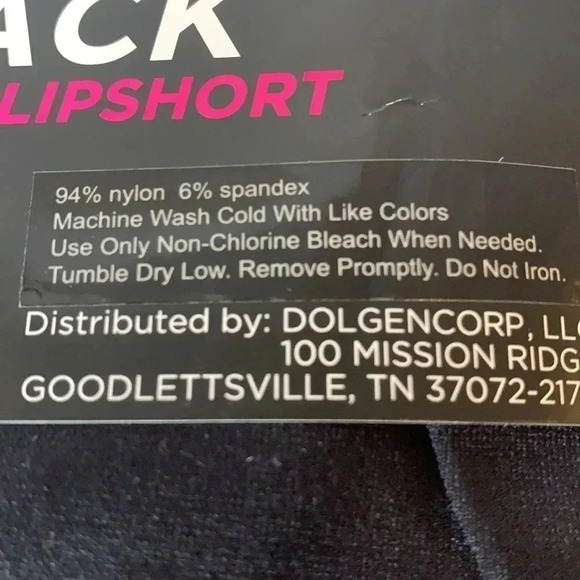 ACK
LIPSHORT
94% nylon 6% spandex
Machine Wash Cold With Like Colors
Use Only Non-Chlorine Bleach When Needed.
Tumble Dry Low. Remove Promptly. Do Not Iron.
Distributed by: DOLGENCORP, LLC
100 MISSION RIDG
GOODLETTSVILLE, TN 37072-217